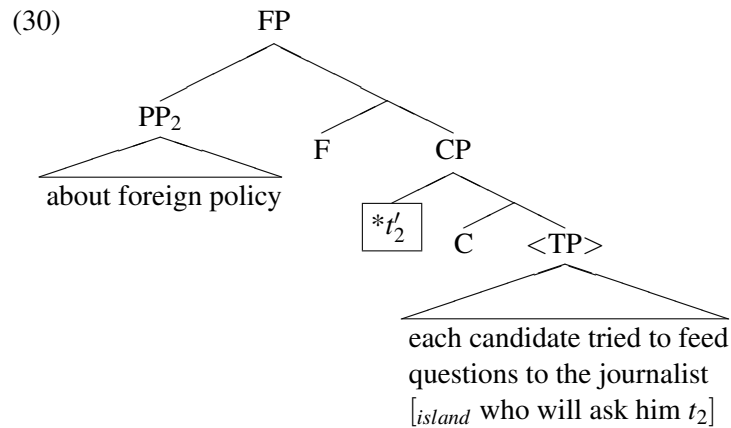 (30) FP
PP₂
F CP
about foreign policy
*t′₂ C <TP>
each candidate tried to feed
questions to the journalist
[island who will ask him t₂]